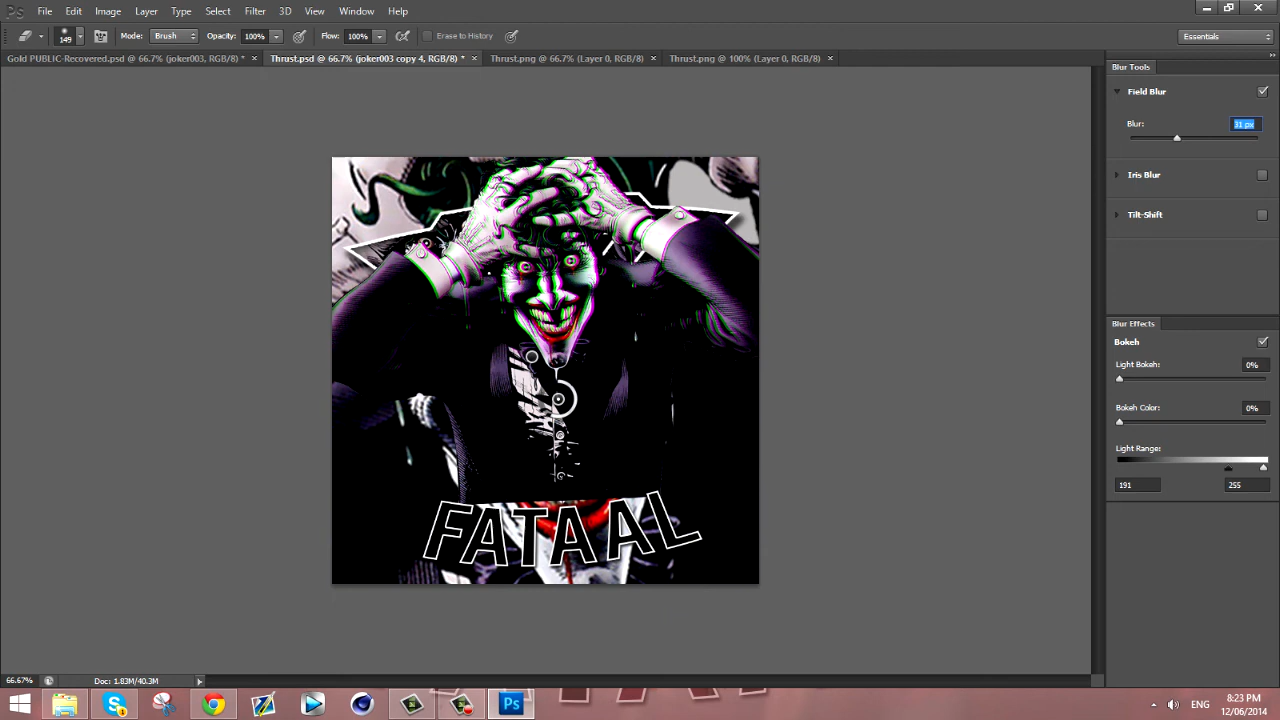 Ps File Edit Image Layer Type Select Filter 3D View Window Help
149 Mode: Brush Opacity: 100% Flow: 100% Erase to History Essentials
Gold PUBLIC-Recovered.psd @ 66.7% (joker003, RGB/8) * × Thrust.psd @ 66.7% (joker003 copy 4, RGB/8) * × Thrust.png @ 66.7% (Layer 0, RGB/8) × Thrust.png @ 100% (Layer 0, RGB/8) ×
Blur Tools
Field Blur
Blur: 31 px
Iris Blur
Tilt-Shift
Blur Effects
Bokeh
Light Bokeh: 0%
Bokeh Color: 0%
Light Range:
191 255
FATAAL
66.67% Doc: 1.83M/40.3M
S 1 Ps ENG 8:23 PM
12/06/2014